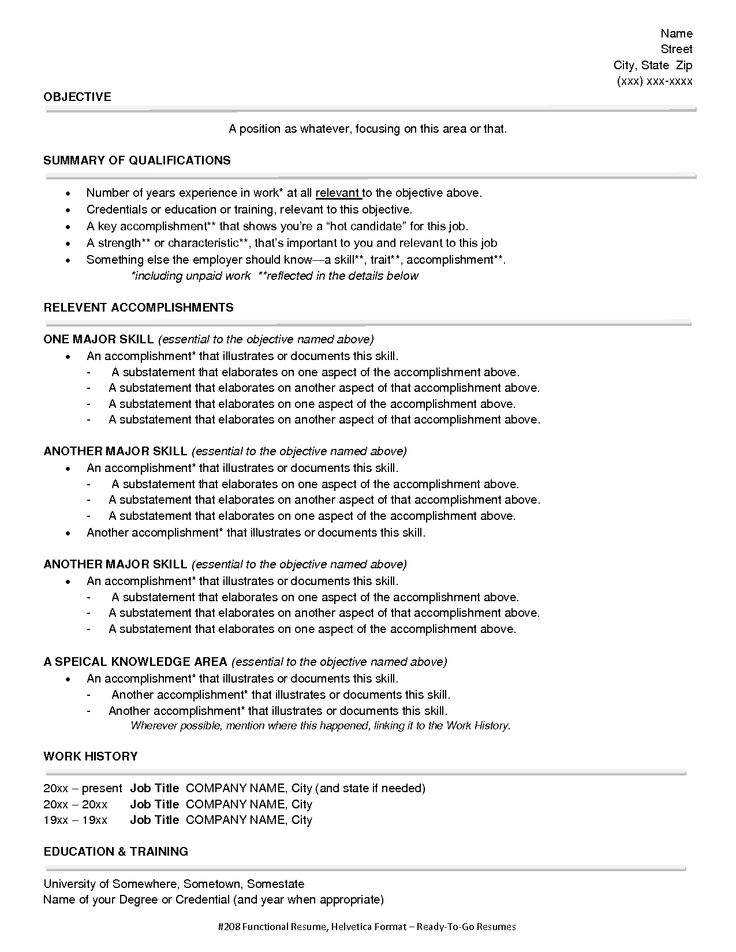 Name
Street
City, State  Zip
(xxx) xxx-xxxx
OBJECTIVE
A position as whatever, focusing on this area or that.
SUMMARY OF QUALIFICATIONS
• Number of years experience in work* at all relevant to the objective above.
• Credentials or education or training, relevant to this objective.
• A key accomplishment** that shows you're a "hot candidate" for this job.
• A strength** or characteristic**, that's important to you and relevant to this job
• Something else the employer should know—a skill**, trait**, accomplishment**.
*including unpaid work  **reflected in the details below
RELEVENT ACCOMPLISHMENTS
ONE MAJOR SKILL (essential to the objective named above)
• An accomplishment* that illustrates or documents this skill.
- A substatement that elaborates on one aspect of the accomplishment above.
- A substatement that elaborates on another aspect of that accomplishment above.
- A substatement that elaborates on one aspect of the accomplishment above.
- A substatement that elaborates on another aspect of that accomplishment above.
ANOTHER MAJOR SKILL (essential to the objective named above)
• An accomplishment* that illustrates or documents this skill.
- A substatement that elaborates on one aspect of the accomplishment above.
- A substatement that elaborates on another aspect of that accomplishment above.
- A substatement that elaborates on one aspect of the accomplishment above.
• Another accomplishment* that illustrates or documents this skill.
ANOTHER MAJOR SKILL (essential to the objective named above)
• An accomplishment* that illustrates or documents this skill.
- A substatement that elaborates on one aspect of the accomplishment above.
- A substatement that elaborates on another aspect of that accomplishment above.
- A substatement that elaborates on one aspect of the accomplishment above.
A SPEICAL KNOWLEDGE AREA (essential to the objective named above)
• An accomplishment* that illustrates or documents this skill.
- Another accomplishment* that illustrates or documents this skill.
- Another accomplishment* that illustrates or documents this skill.
Wherever possible, mention where this happened, linking it to the Work History.
WORK HISTORY
20xx – present  Job Title  COMPANY NAME, City (and state if needed)
20xx – 20xx  Job Title  COMPANY NAME, City
19xx – 19xx  Job Title  COMPANY NAME, City
EDUCATION & TRAINING
University of Somewhere, Sometown, Somestate
Name of your Degree or Credential (and year when appropriate)
#208 Functional Resume, Helvetica Format – Ready-To-Go Resumes